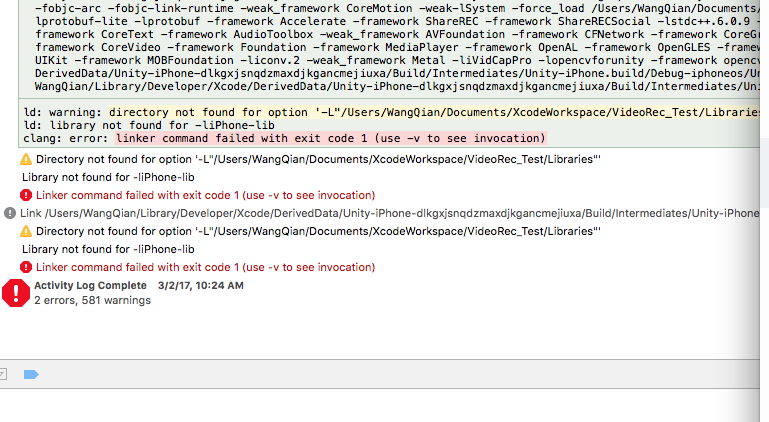 -fobjc-arc -fobjc-link-runtime -weak_framework CoreMotion -weak-lSystem -force_load /Users/WangQian/Documents/
lprotobuf-lite -lprotobuf -framework Accelerate -framework ShareREC -framework ShareRECSocial -lstdc++.6.0.9 -
framework CoreText -framework AudioToolbox -weak_framework AVFoundation -framework CFNetwork -framework CoreGr
framework CoreVideo -framework Foundation -framework MediaPlayer -framework OpenAL -framework OpenGLES -framew
UIKit -framework MOBFoundation -liconv.2 -weak_framework Metal -liVidCapPro -lopencvforunity -framework opencv
DerivedData/Unity-iPhone-dlkgxjsnqdzmaxdjkgancmejiuxa/Build/Intermediates/Unity-iPhone.build/Debug-iphoneos/Un
WangQian/Library/Developer/Xcode/DerivedData/Unity-iPhone-dlkgxjsnqdzmaxdjkgancmejiuxa/Build/Intermediates/Uni
ld: warning: directory not found for option '-L"/Users/WangQian/Documents/XcodeWorkspace/VideoRec_Test/Libraries
ld: library not found for -liPhone-lib
clang: error: linker command failed with exit code 1 (use -v to see invocation)
Directory not found for option '-L"/Users/WangQian/Documents/XcodeWorkspace/VideoRec_Test/Libraries"'
Library not found for -liPhone-lib
Linker command failed with exit code 1 (use -v to see invocation)
Link /Users/WangQian/Library/Developer/Xcode/DerivedData/Unity-iPhone-dlkgxjsnqdzmaxdjkgancmejiuxa/Build/Intermediates/Unity-iPhone
Directory not found for option '-L"/Users/WangQian/Documents/XcodeWorkspace/VideoRec_Test/Libraries"'
Library not found for -liPhone-lib
Linker command failed with exit code 1 (use -v to see invocation)
Activity Log Complete 3/2/17, 10:24 AM
2 errors, 581 warnings